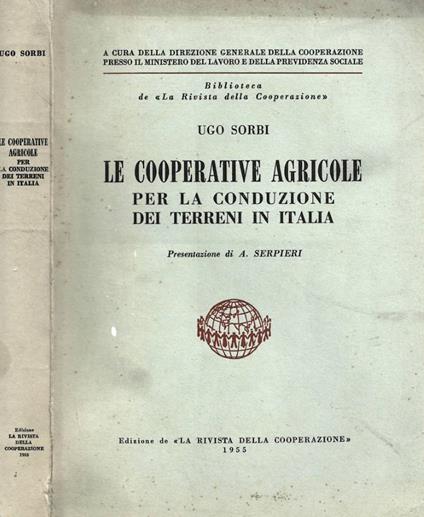 UGO SORBI
LE COOPERATIVE
AGRICOLE
PER
LA CONDUZIONE
DEI TERRENI
IN ITALIA
Edizione
LA RIVISTA
DELLA
COOPERAZIONE
1955
A CURA DELLA DIREZIONE GENERALE DELLA COOPERAZIONE
PRESSO IL MINISTERO DEL LAVORO E DELLA PREVIDENZA SOCIALE
Biblioteca
de «La Rivista della Cooperazione»
UGO SORBI
LE COOPERATIVE AGRICOLE
PER LA CONDUZIONE
DEI TERRENI IN ITALIA
Presentazione di A. SERPIERI
Edizione de «LA RIVISTA DELLA COOPERAZIONE»
1955